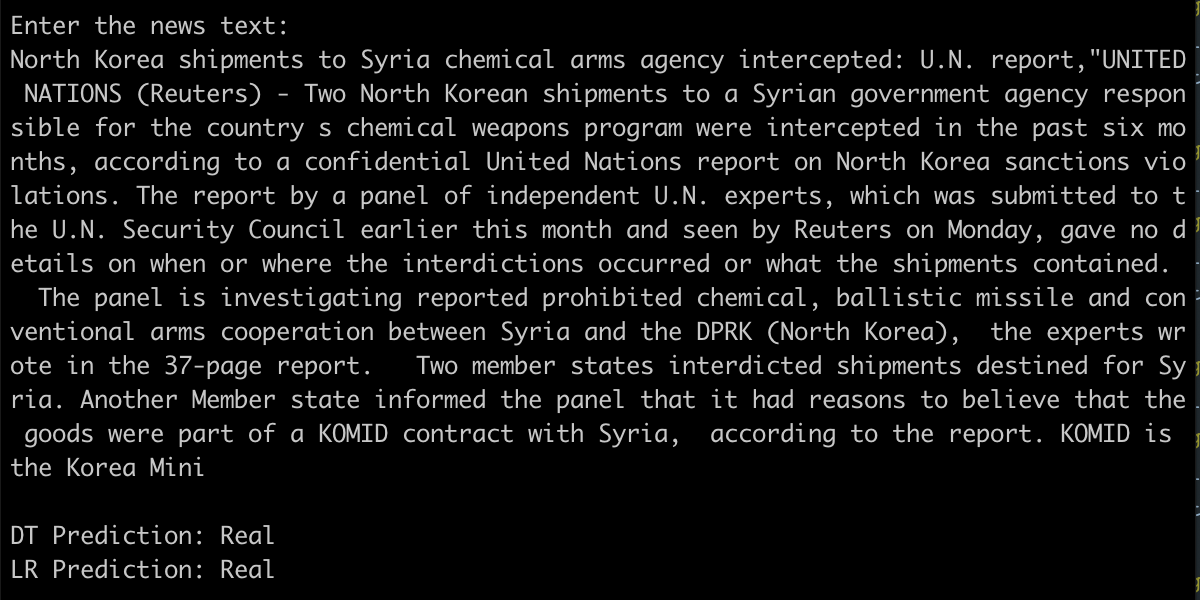 Enter the news text:
North Korea shipments to Syria chemical arms agency intercepted: U.N. report,"UNITED
 NATIONS (Reuters) - Two North Korean shipments to a Syrian government agency respon
sible for the country s chemical weapons program were intercepted in the past six mo
nths, according to a confidential United Nations report on North Korea sanctions vio
lations. The report by a panel of independent U.N. experts, which was submitted to t
he U.N. Security Council earlier this month and seen by Reuters on Monday, gave no d
etails on when or where the interdictions occurred or what the shipments contained.
  The panel is investigating reported prohibited chemical, ballistic missile and con
ventional arms cooperation between Syria and the DPRK (North Korea),  the experts wr
ote in the 37-page report.   Two member states interdicted shipments destined for Sy
ria. Another Member state informed the panel that it had reasons to believe that the
 goods were part of a KOMID contract with Syria,  according to the report. KOMID is
the Korea Mini

DT Prediction: Real
LR Prediction: Real